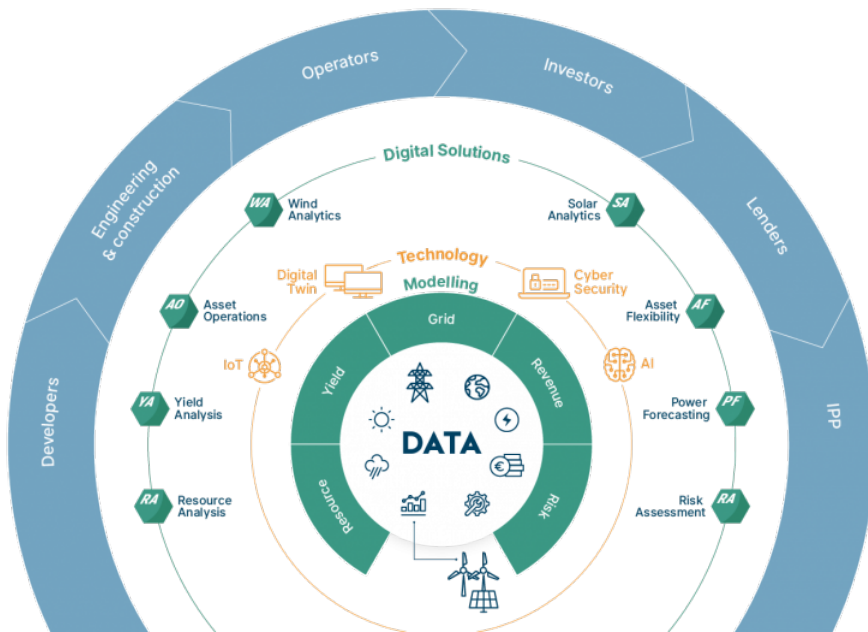 Operators
Investors
Engineering
& construction
Lenders
Developers
IPP
Digital Solutions
WA
Wind
Analytics
SA
Solar
Analytics
Technology
Digital
Twin
Cyber
Security
Modelling
AO
Asset
Operations
AF
Asset
Flexibility
Grid
IoT
AI
Yield
Revenue
YA
Yield
Analysis
PF
Power
Forecasting
DATA
€
RA
Resource
Analysis
RA
Risk
Assessment
Resource
Risk